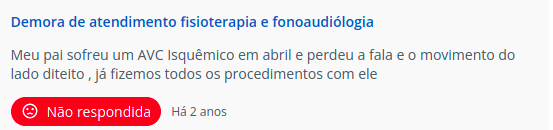 Demora de atendimento fisioterapia e fonoaudiólogia
Meu pai sofreu um AVC Isquêmico em abril e perdeu a fala e o movimento do
lado diteito , já fizemos todos os procedimentos com ele
Não respondida Há 2 anos